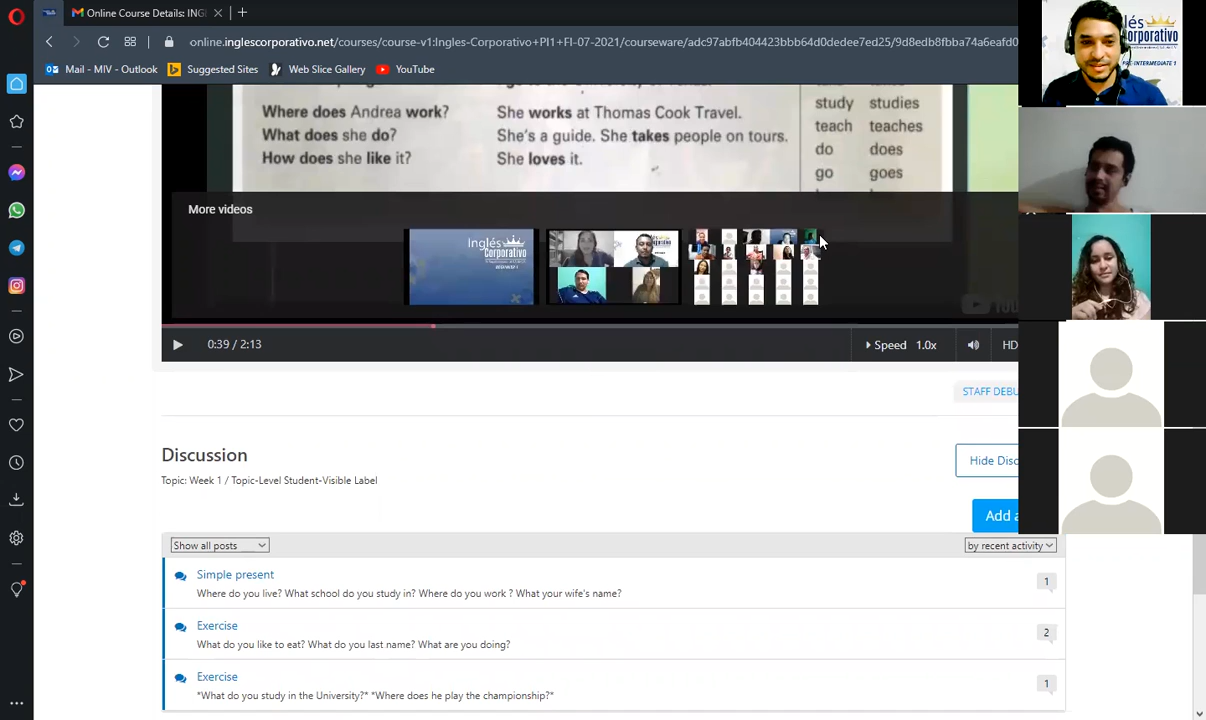 Online Course Details: INGL
online.inglescorporativo.net/courses/course-v1:Ingles-Corporativo+PI1+FI-07-2021/courseware/adc97abfb404423bbb64d0dedee7ed25/9d8edb8fbba74a6eafd0
Mail - MIV - Outlook Suggested Sites Web Slice Gallery YouTube
study studies
Where does Andrea work? She works at Thomas Cook Travel.
teach teaches
What does she do? She's a guide. She takes people on tours.
do does
How does she like it? She loves it.
go goes
More videos
Inglés
Corporativo
0:39 / 2:13 Speed 1.0x HD
STAFF DEBU
Discussion
Hide Disc
Topic: Week 1 / Topic-Level Student-Visible Label
Add a
Show all posts by recent activity
Simple present
1
Where do you live? What school do you study in? Where do you work ? What your wife's name?
Exercise
2
What do you like to eat? What do you last name? What are you doing?
Exercise
1
*What do you study in the University?* *Where does he play the championship?*
glés
orporativo
PRE-INTERMEDIATE 1